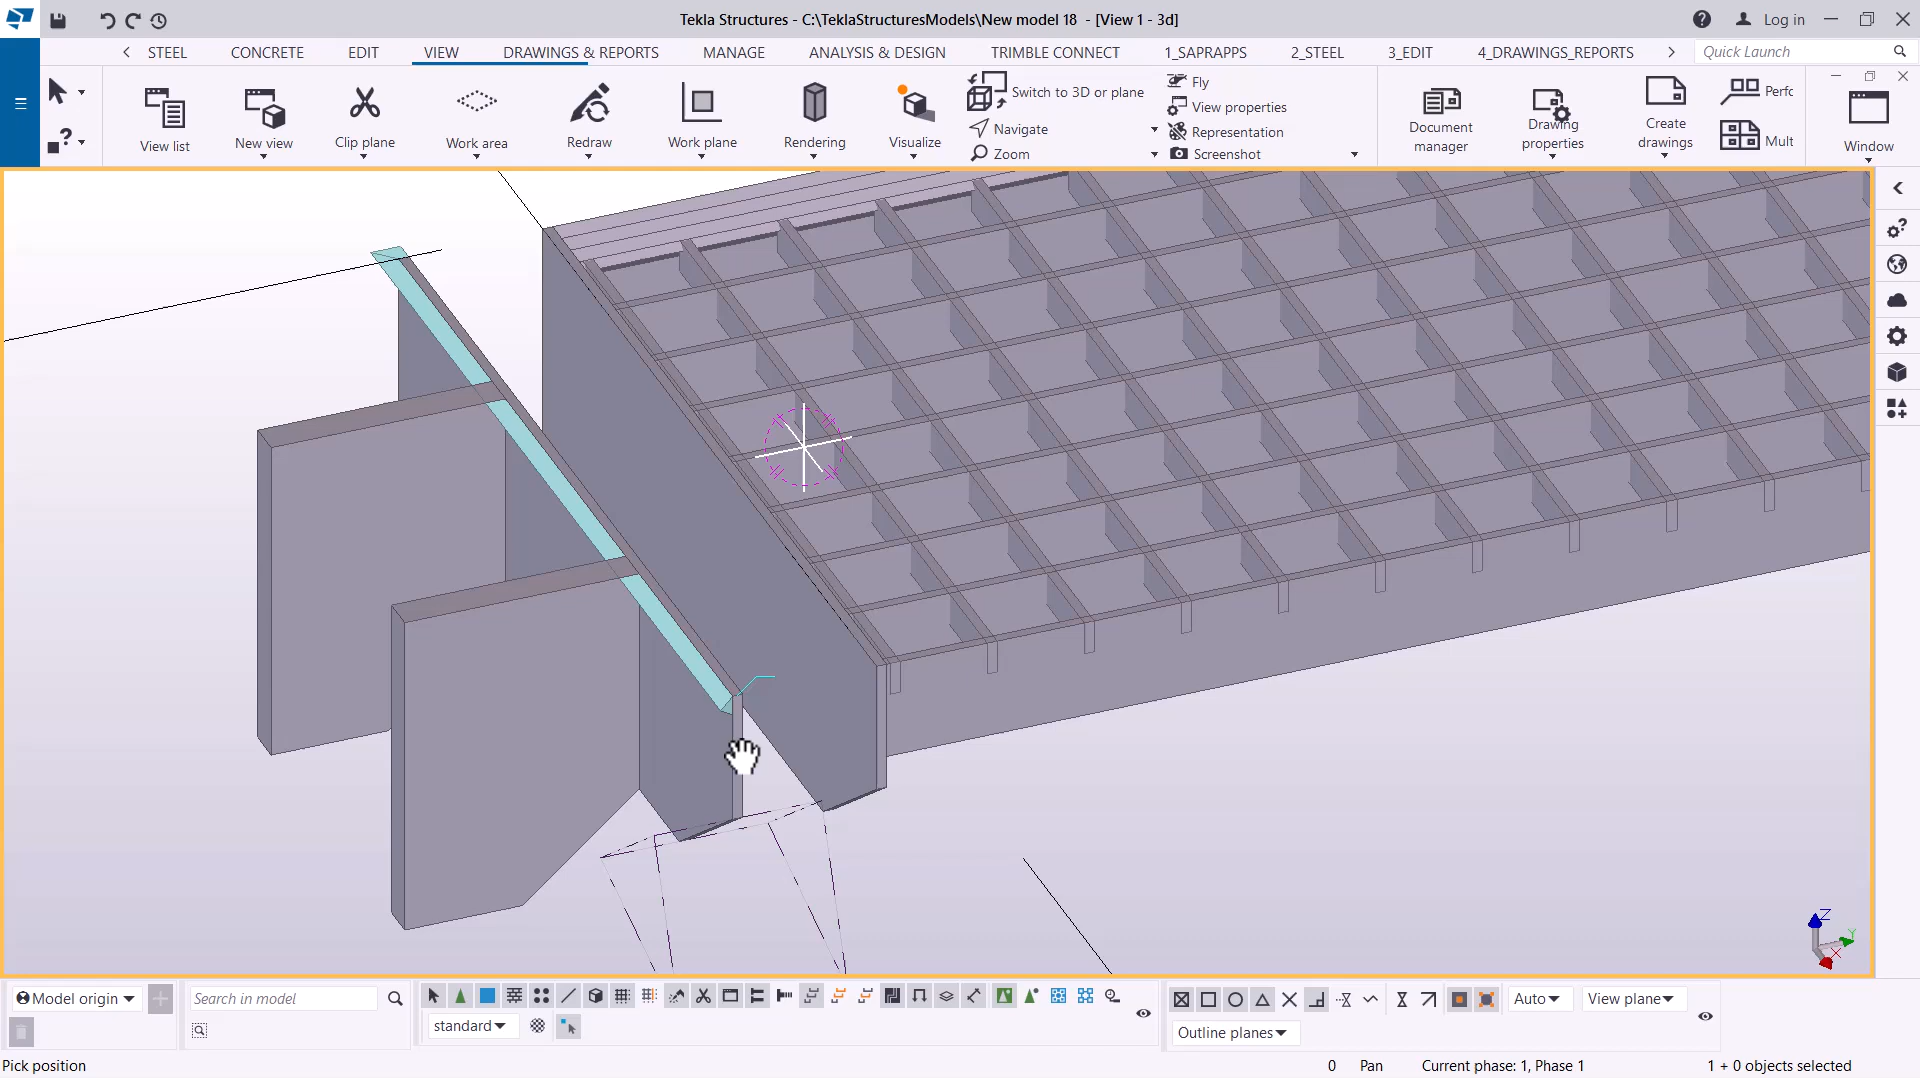 Tekla Structures - C:\TeklaStructuresModels\New model 18 - [View 1 - 3d]
Log in
STEEL
CONCRETE
EDIT
VIEW
DRAWINGS & REPORTS
MANAGE
ANALYSIS & DESIGN
TRIMBLE CONNECT
1_SAPRAPPS
2_STEEL
3_EDIT
4_DRAWINGS_REPORTS
Quick Launch
View list
New view
Clip plane
Work area
Redraw
Work plane
Rendering
Visualize
Switch to 3D or plane
Navigate
Zoom
Fly
View properties
Representation
Screenshot
Document
manager
Drawing
properties
Create
drawings
Perfc
Mult
Window
Z
Y
X
Model origin
Search in model
standard
Auto
View plane
Outline planes
Pick position
0
Pan
Current phase: 1, Phase 1
1 + 0 objects selected